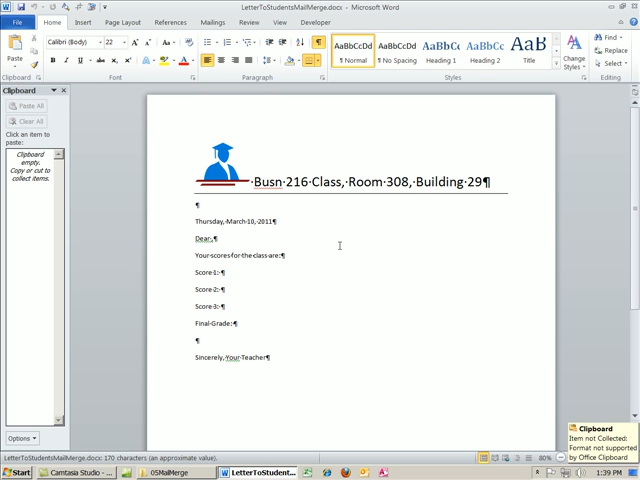 LetterToStudentsMailMerge.docx - Microsoft Word
File Home Insert Page Layout References Mailings Review View Developer
Paste
Calibri (Body) 22
AaBbCcDd AaBbCcDd AaBbCc AaBbCc AaB
¶ Normal ¶ No Spacing Heading 1 Heading 2 Title
Change Styles
Find
Replace
Select
Clipboard Font Paragraph Styles Editing
Clipboard
Paste All
Clear All
Click an item to
paste:
Clipboard
empty.
Copy or cut to
collect items.
Options
·Busn·216·Class,·Room·308,·Building·29¶
¶
Thursday,·March·10,·2011¶
Dear·,¶
Your·scores·for·the·class·are:¶
Score·1:·¶
Score·2:·¶
Score·3:·¶
Final·Grade:·¶
¶
Sincerely,·Your·Teacher¶
Clipboard
Item not Collected:
Format not supported
by Office Clipboard
LetterToStudentsMailMerge.docx: 170 characters (an approximate value).
80%
Start Camtasia Studio - ... 05MailMerge LetterToStudent... 1:39 PM